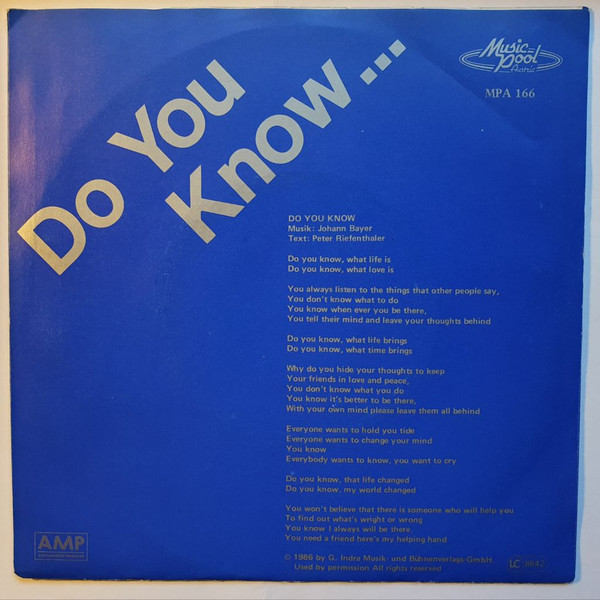 Do You
Know...
Music
Pool
Austria
MPA 166
DO YOU KNOW
Musik: Johann Bayer
Text: Peter Riefenthaler
Do you know, what life is
Do you know, what love is
You always listen to the things that other people say,
You don't know what to do
You know when ever you be there,
You tell their mind and leave your thoughts behind
Do you know, what life brings
Do you know, what time brings
Why do you hide your thoughts to keep
Your friends in love and peace,
You don't know what you do
You know it's better to be there,
With your own mind please leave them all behind
Everyone wants to hold you tide
Everyone wants to change your mind
You know
Everybody wants to know, you want to cry
Do you know, that life changed
Do you know, my world changed
You won't believe that there is someone who will help you
To find out what's wright or wrong
You know I always will be there,
You need a friend here's my helping hand
© 1986 by G. Indra Musik- und Bühnenverlags-GmbH.
Used by permission All rights reserved
AMP
LC 8642